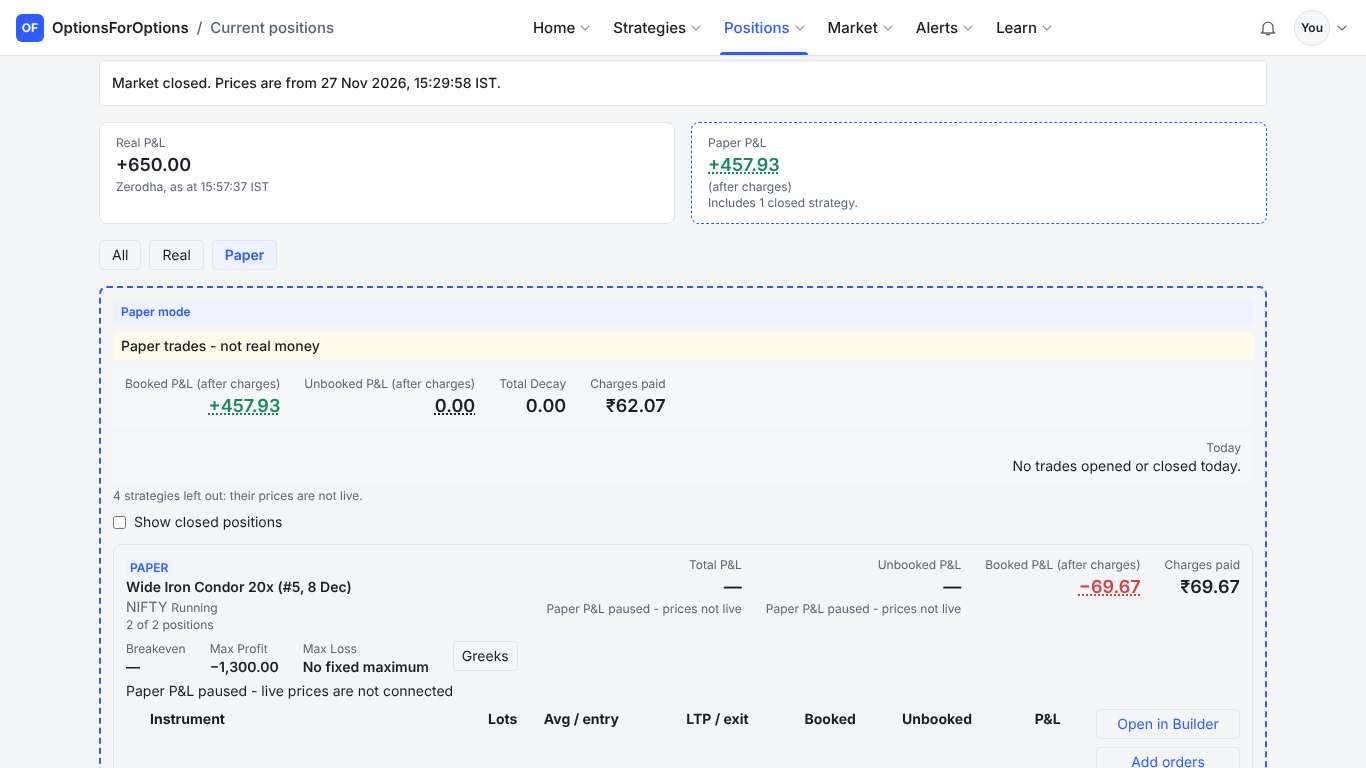 OF OptionsForOptions / Current positions Home Strategies Positions Market Alerts Learn You
Market closed. Prices are from 27 Nov 2026, 15:29:58 IST.
Real P&L
+650.00
Zerodha, as at 15:57:37 IST
Paper P&L
+457.93
(after charges)
Includes 1 closed strategy.
All Real Paper
Paper mode
Paper trades - not real money
Booked P&L (after charges) Unbooked P&L (after charges) Total Decay Charges paid
+457.93 0.00 0.00 ₹62.07
Today
No trades opened or closed today.
4 strategies left out: their prices are not live.
Show closed positions
PAPER
Wide Iron Condor 20x (#5, 8 Dec)
NIFTY Running
2 of 2 positions
Total P&L Unbooked P&L Booked P&L (after charges) Charges paid
— — −69.67 ₹69.67
Paper P&L paused - prices not live Paper P&L paused - prices not live
Breakeven Max Profit Max Loss
— −1,300.00 No fixed maximum Greeks
Paper P&L paused - live prices are not connected
Instrument Lots Avg / entry LTP / exit Booked Unbooked P&L Open in Builder
Add orders